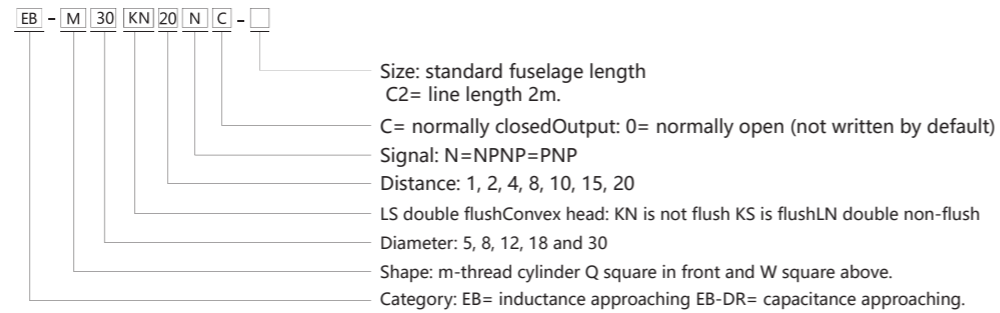 EB - M 30 KN 20 N C -
Size: standard fuselage length
C2= line length 2m.
C= normally closedOutput: 0= normally open (not written by default)
Signal: N=NPNP=PNP
Distance: 1, 2, 4, 8, 10, 15, 20
LS double flushConvex head: KN is not flush KS is flushLN double non-flush
Diameter: 5, 8, 12, 18 and 30
Shape: m-thread cylinder Q square in front and W square above.
Category: EB= inductance approaching EB-DR= capacitance approaching.